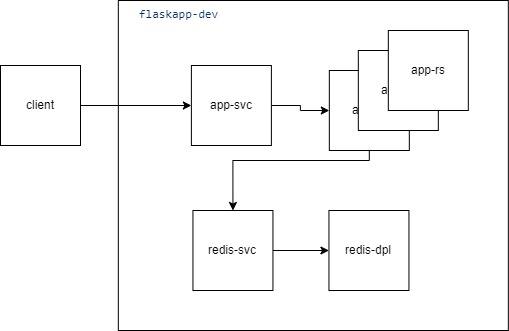 flaskapp-dev
client
app-svc
a
a
app-rs
redis-svc
redis-dpl